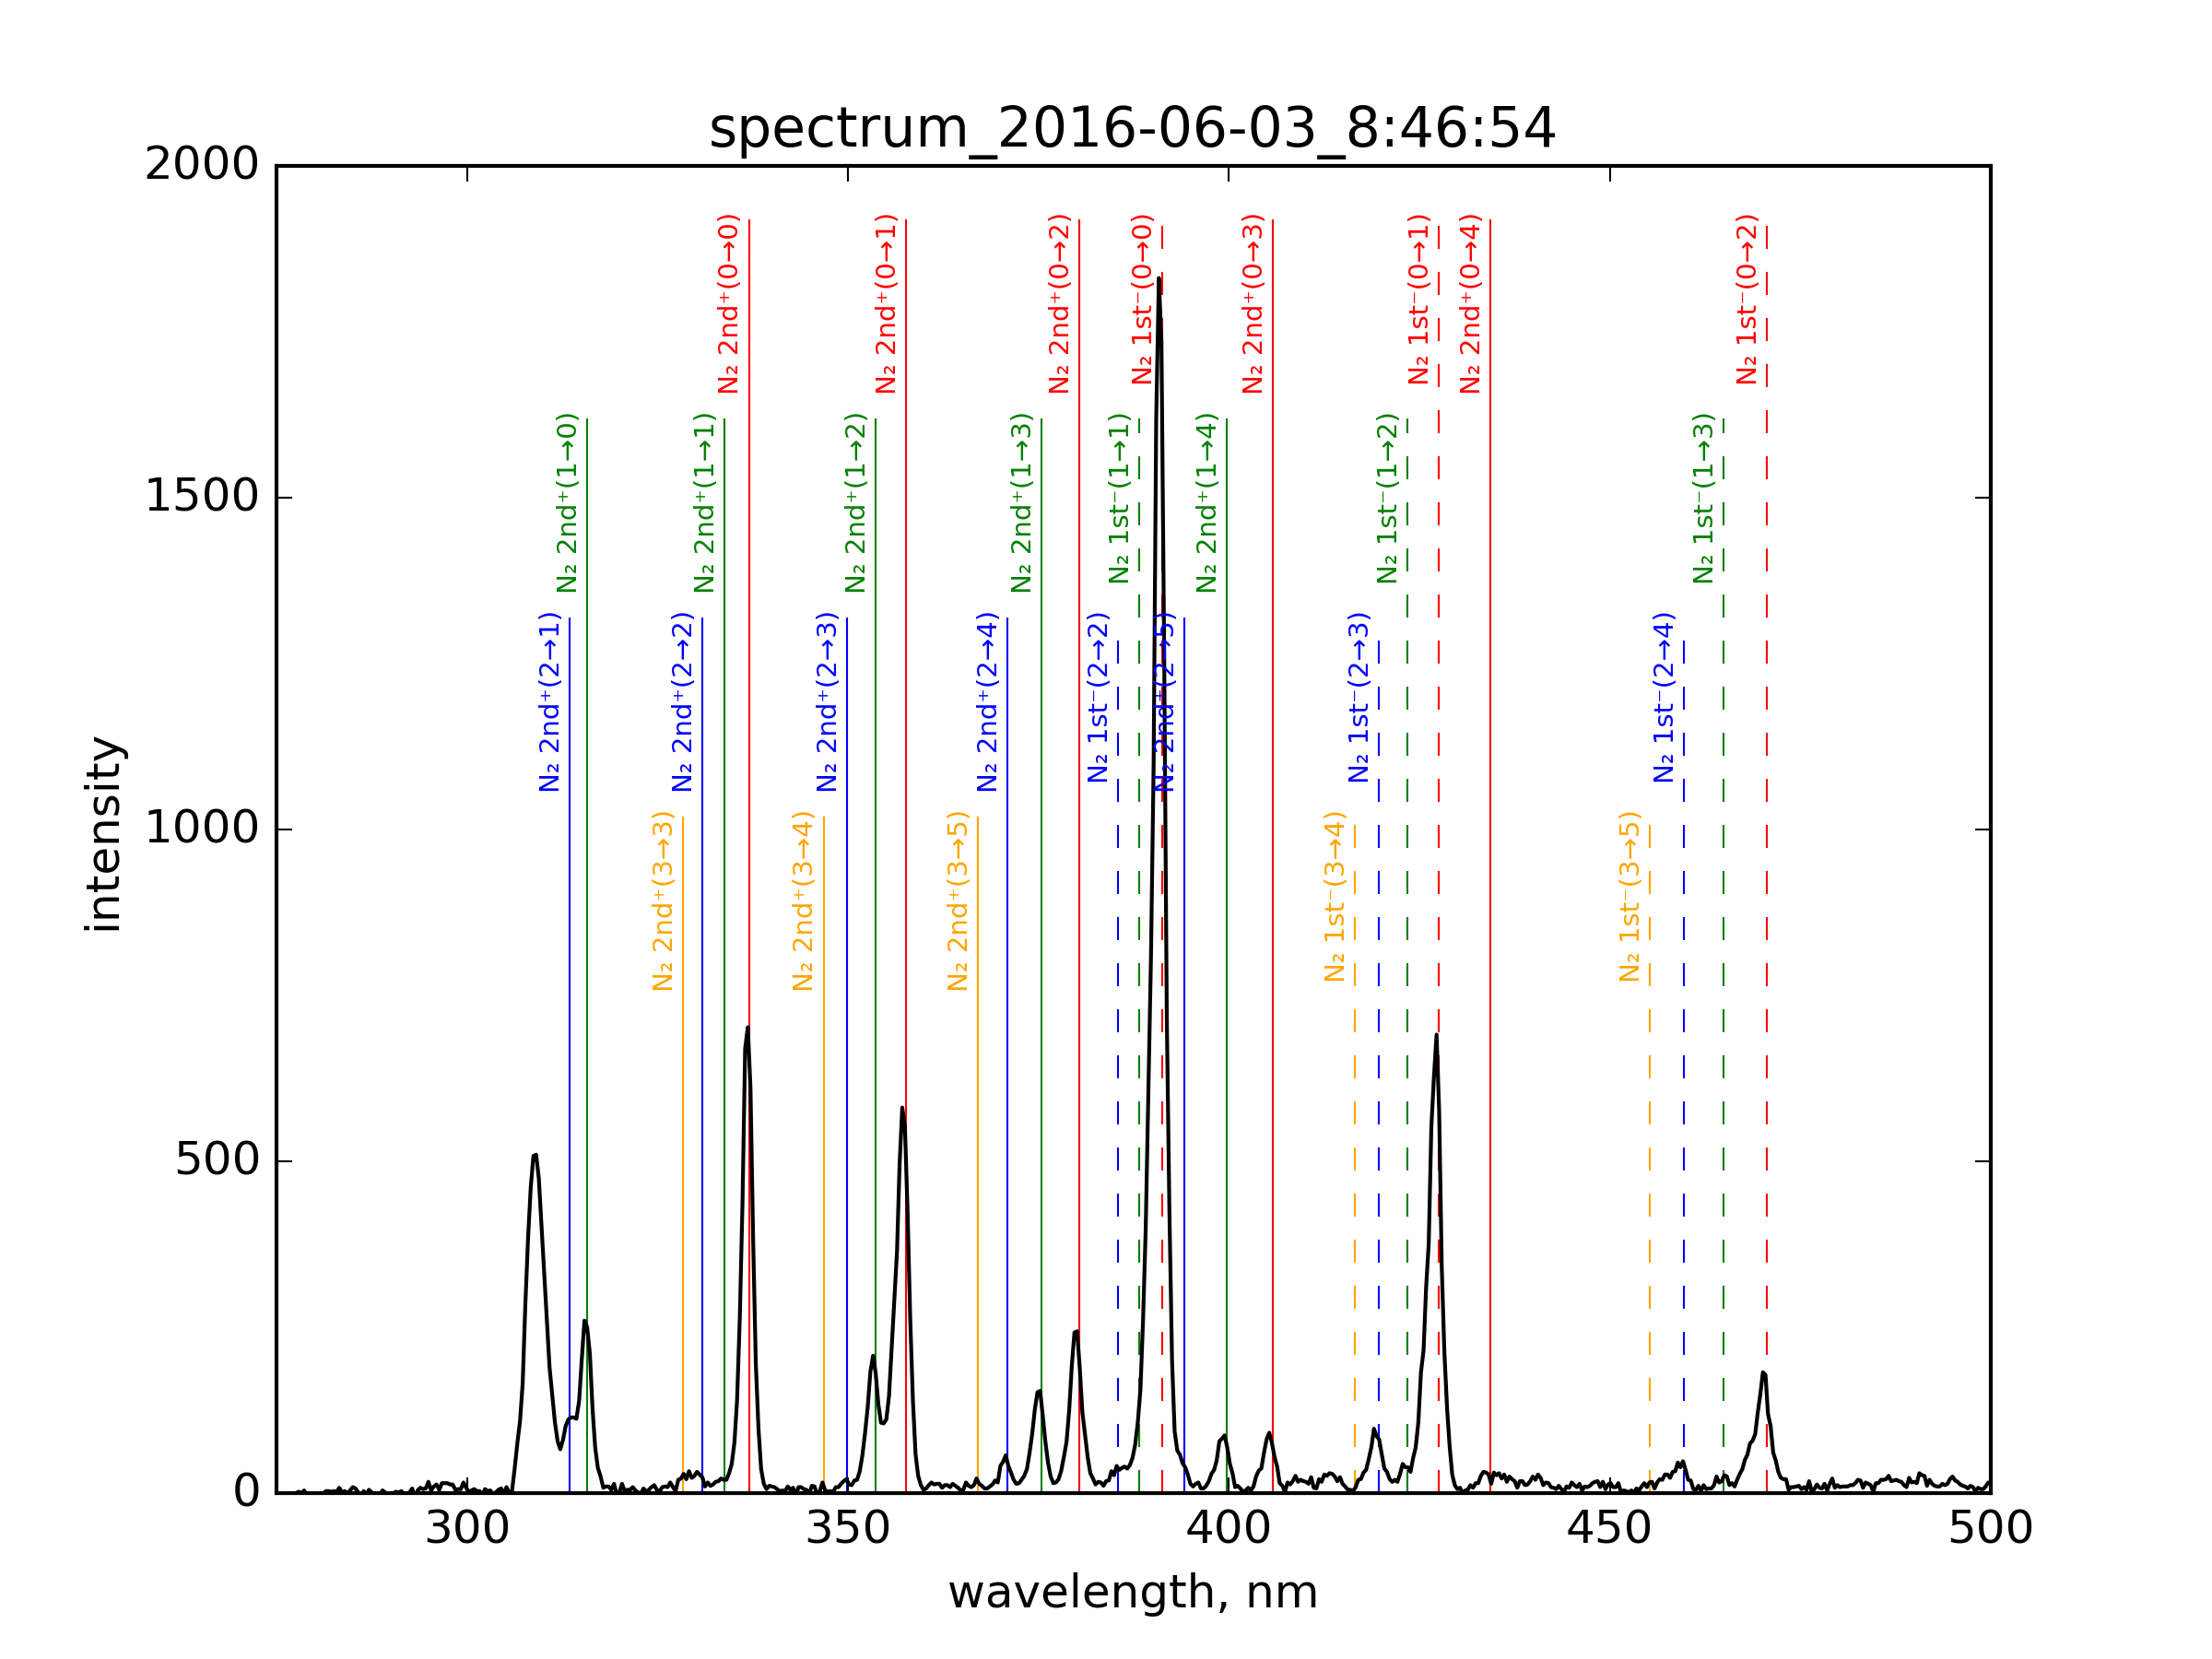 spectrum_2016-06-03_8:46:54
2000
1500
1000
500
0
intensity
N₂ 2nd⁺(0→0)
N₂ 2nd⁺(0→1)
N₂ 2nd⁺(0→2)
N₂ 1st⁻(0→0)
N₂ 2nd⁺(0→3)
N₂ 1st⁻(0→1)
N₂ 2nd⁺(0→4)
N₂ 1st⁻(0→2)
N₂ 2nd⁺(1→0)
N₂ 2nd⁺(1→1)
N₂ 2nd⁺(1→2)
N₂ 2nd⁺(1→3)
N₂ 1st⁻(1→1)
N₂ 2nd⁺(1→4)
N₂ 1st⁻(1→2)
N₂ 1st⁻(1→3)
N₂ 2nd⁺(2→1)
N₂ 2nd⁺(2→2)
N₂ 2nd⁺(2→3)
N₂ 2nd⁺(2→4)
N₂ 1st⁻(2→2)
N₂ 2nd⁺(2→5)
N₂ 1st⁻(2→3)
N₂ 1st⁻(2→4)
N₂ 2nd⁺(3→3)
N₂ 2nd⁺(3→4)
N₂ 2nd⁺(3→5)
N₂ 1st⁻(3→4)
N₂ 1st⁻(3→5)
300 350 400 450 500
wavelength, nm